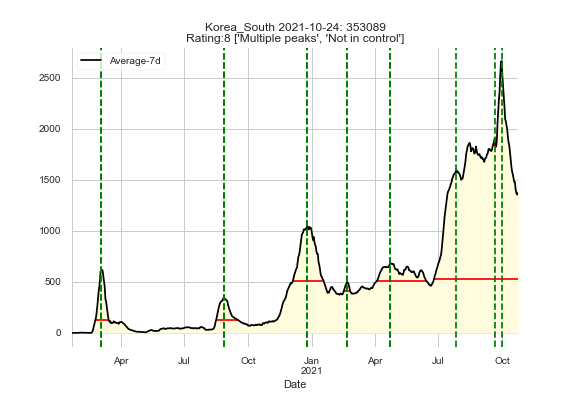 Korea_South 2021-10-24: 353089
Rating:8 ['Multiple peaks', 'Not in control']
Average-7d
2500
2000
1500
1000
500
0
Apr Jul Oct Jan Apr Jul Oct
2021
Date